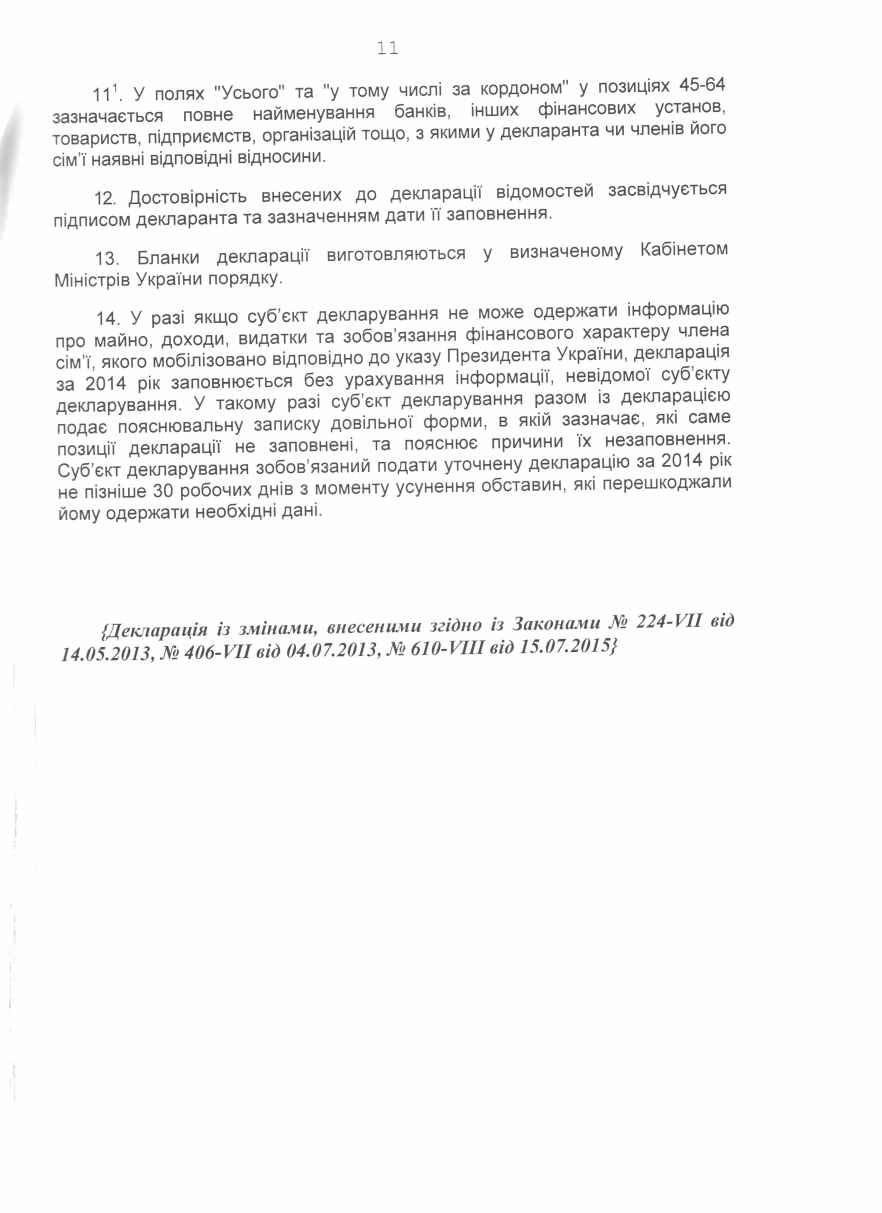 11
11¹. У полях "Усього" та "у тому числі за кордоном" у позиціях 45-64
зазначається повне найменування банків, інших фінансових установ,
товариств, підприємств, організацій тощо, з якими у декларанта чи членів його
сім'ї наявні відповідні відносини.
12. Достовірність внесених до декларації відомостей засвідчується
підписом декларанта та зазначенням дати її заповнення.
13. Бланки декларації виготовляються у визначеному Кабінетом
Міністрів України порядку.
14. У разі якщо суб'єкт декларування не може одержати інформацію
про майно, доходи, видатки та зобов'язання фінансового характеру члена
сім'ї, якого мобілізовано відповідно до указу Президента України, декларація
за 2014 рік заповнюється без урахування інформації, невідомої суб'єкту
декларування. У такому разі суб'єкт декларування разом із декларацією
подає пояснювальну записку довільної форми, в якій зазначає, які саме
позиції декларації не заповнені, та пояснює причини їх незаповнення.
Суб'єкт декларування зобов'язаний подати уточнену декларацію за 2014 рік
не пізніше 30 робочих днів з моменту усунення обставин, які перешкоджали
йому одержати необхідні дані.
{Декларація із змінами, внесеними згідно із Законами № 224-VII від
14.05.2013, № 406-VII від 04.07.2013, № 610-VIII від 15.07.2015}